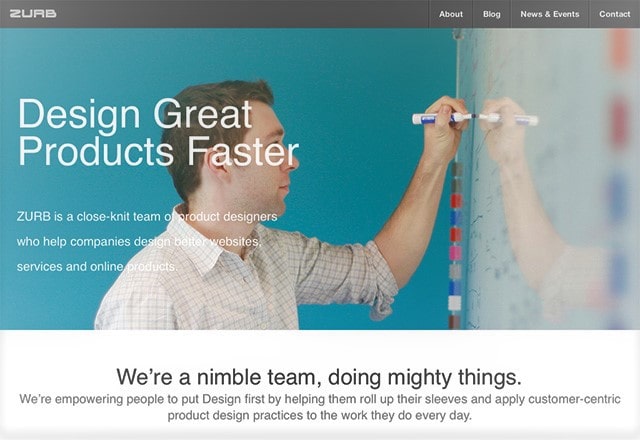 ZURB
About
Blog
News & Events
Contact
Design Great
Products Faster
ZURB is a close-knit team of product designers
who help companies design better websites,
services and online products.
We’re a nimble team, doing mighty things.
We’re empowering people to put Design first by helping them roll up their sleeves and apply customer-centric
product design practices to the work they do every day.